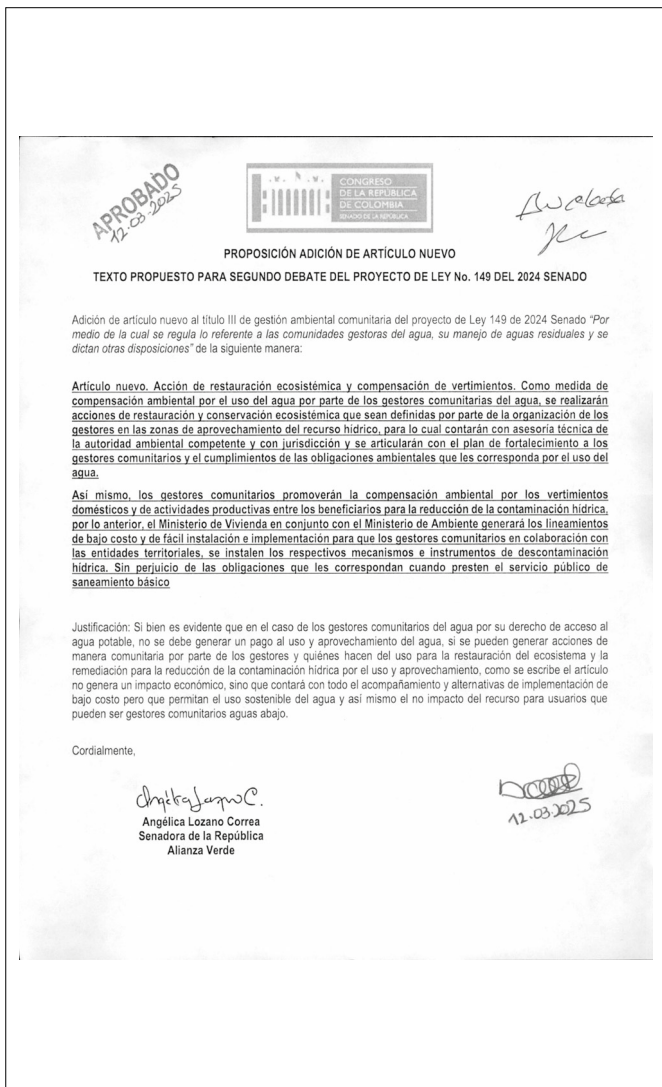 APROBADO
12.03.2025
CONGRESO
DE LA REPÚBLICA
DE COLOMBIA
SENADO DE LA REPÚBLICA
PROPOSICIÓN ADICIÓN DE ARTÍCULO NUEVO
TEXTO PROPUESTO PARA SEGUNDO DEBATE DEL PROYECTO DE LEY No. 149 DEL 2024 SENADO
Adición de artículo nuevo al título III de gestión ambiental comunitaria del proyecto de Ley 149 de 2024 Senado “Por
medio de la cual se regula lo referente a las comunidades gestoras del agua, su manejo de aguas residuales y se
dictan otras disposiciones” de la siguiente manera:
Artículo nuevo. Acción de restauración ecosistémica y compensación de vertimientos. Como medida de
compensación ambiental por el uso del agua por parte de los gestores comunitarias del agua, se realizarán
acciones de restauración y conservación ecosistémica que sean definidas por parte de la organización de los
gestores en las zonas de aprovechamiento del recurso hídrico, para lo cual contarán con asesoría técnica de
la autoridad ambiental competente y con jurisdicción y se articularán con el plan de fortalecimiento a los
gestores comunitarios y el cumplimientos de las obligaciones ambientales que les corresponda por el uso del
agua.
Así mismo, los gestores comunitarios promoverán la compensación ambiental por los vertimientos
domésticos y de actividades productivas entre los beneficiarios para la reducción de la contaminación hídrica,
por lo anterior, el Ministerio de Vivienda en conjunto con el Ministerio de Ambiente generará los lineamientos
de bajo costo y de fácil instalación e implementación para que los gestores comunitarios en colaboración con
las entidades territoriales, se instalen los respectivos mecanismos e instrumentos de descontaminación
hídrica. Sin perjuicio de las obligaciones que les correspondan cuando presten el servicio público de
saneamiento básico
Justificación: Si bien es evidente que en el caso de los gestores comunitarios del agua por su derecho de acceso al
agua potable, no se debe generar un pago al uso y aprovechamiento del agua, si se pueden generar acciones de
manera comunitaria por parte de los gestores y quiénes hacen del uso para la restauración del ecosistema y la
remediación para la reducción de la contaminación hídrica por el uso y aprovechamiento, como se escribe el artículo
no genera un impacto económico, sino que contará con todo el acompañamiento y alternativas de implementación de
bajo costo pero que permitan el uso sostenible del agua y así mismo el no impacto del recurso para usuarios que
pueden ser gestores comunitarios aguas abajo.
Cordialmente,
Angélica Lozano C.
Angélica Lozano Correa
Senadora de la República
Alianza Verde
12.03.2025